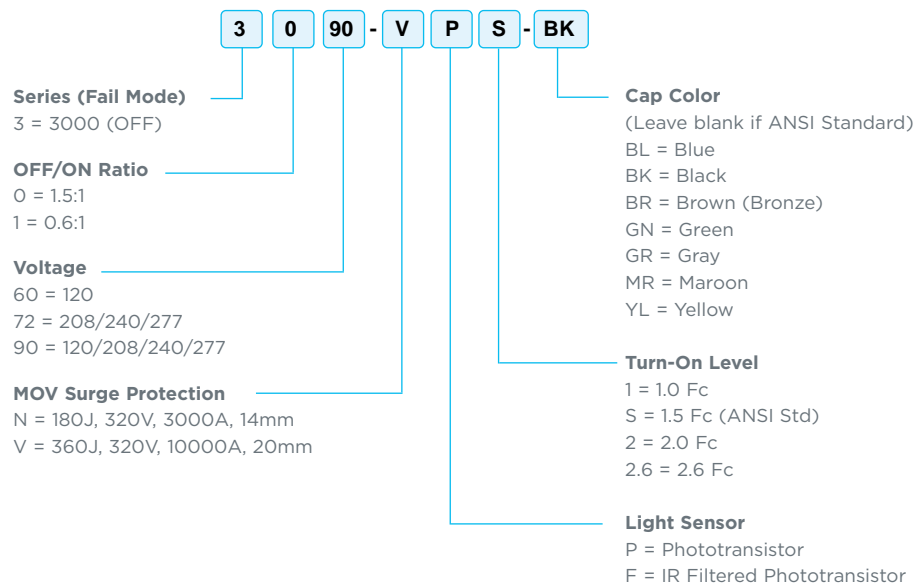 3 0 90 - V P S - BK
Series (Fail Mode)
3 = 3000 (OFF)
OFF/ON Ratio
0 = 1.5:1
1 = 0.6:1
Voltage
60 = 120
72 = 208/240/277
90 = 120/208/240/277
MOV Surge Protection
N = 180J, 320V, 3000A, 14mm
V = 360J, 320V, 10000A, 20mm
Cap Color
(Leave blank if ANSI Standard)
BL = Blue
BK = Black
BR = Brown (Bronze)
GN = Green
GR = Gray
MR = Maroon
YL = Yellow
Turn-On Level
1 = 1.0 Fc
S = 1.5 Fc (ANSI Std)
2 = 2.0 Fc
2.6 = 2.6 Fc
Light Sensor
P = Phototransistor
F = IR Filtered Phototransistor